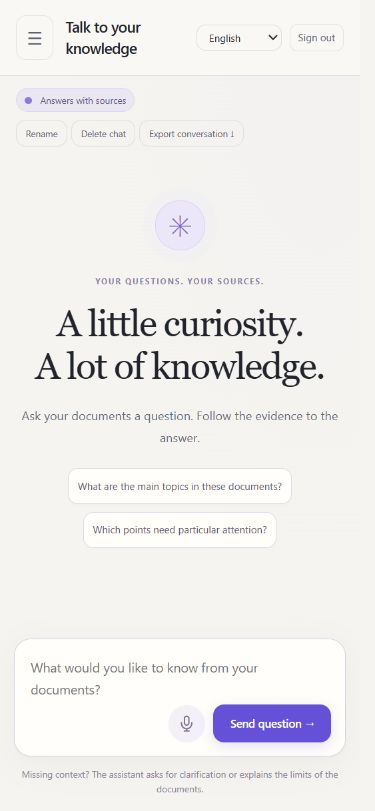 Talk to your
knowledge
English
Sign out
Answers with sources
Rename
Delete chat
Export conversation ↓
YOUR QUESTIONS. YOUR SOURCES.
A little curiosity.
A lot of knowledge.
Ask your documents a question. Follow the evidence to the
answer.
What are the main topics in these documents?
Which points need particular attention?
What would you like to know from your
documents?
Send question →
Missing context? The assistant asks for clarification or explains the limits of the
documents.